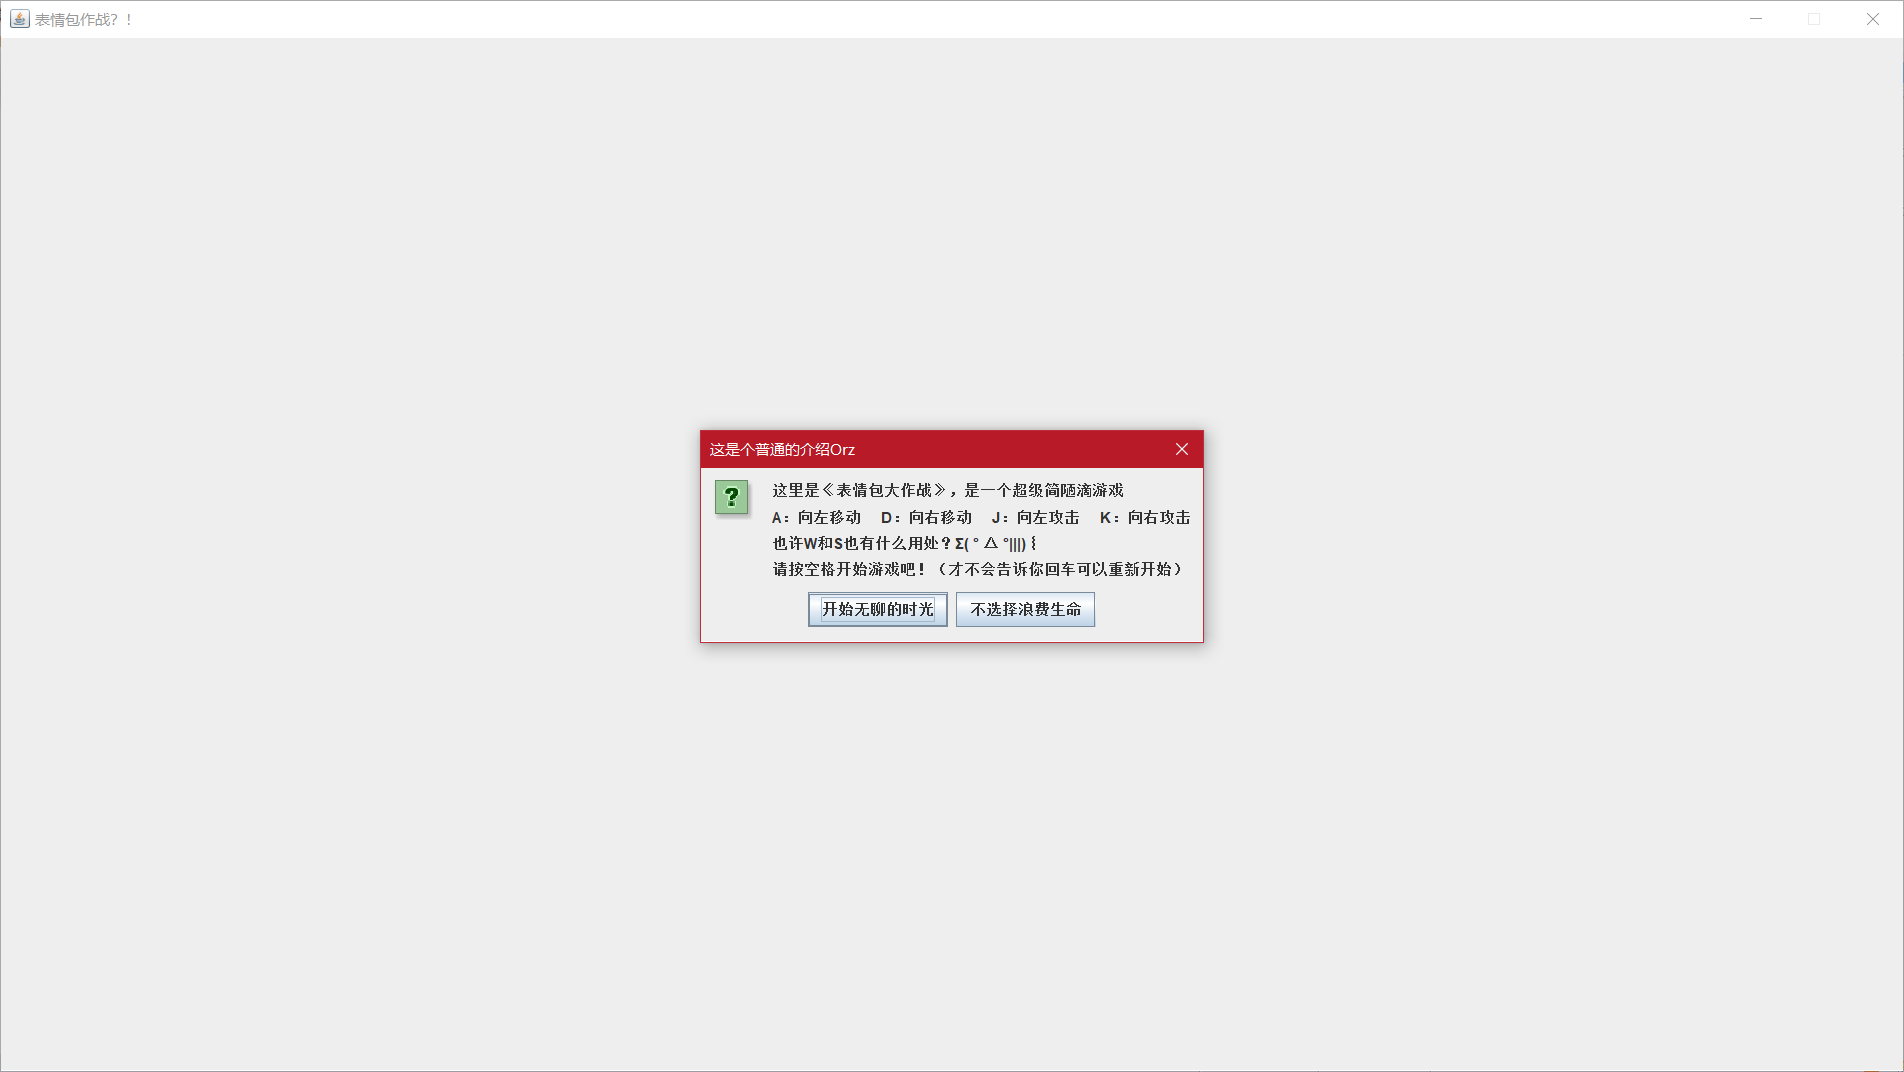 表情包作战？！
这是个普通的介绍Orz
这里是《表情包大作战》，是一个超级简陋滴游戏
A：向左移动 D：向右移动 J：向左攻击 K：向右攻击
也许W和S也有什么用处？Σ( ° △ °|||)︴
请按空格开始游戏吧！（才不会告诉你回车可以重新开始）
开始无聊的时光 不选择浪费生命